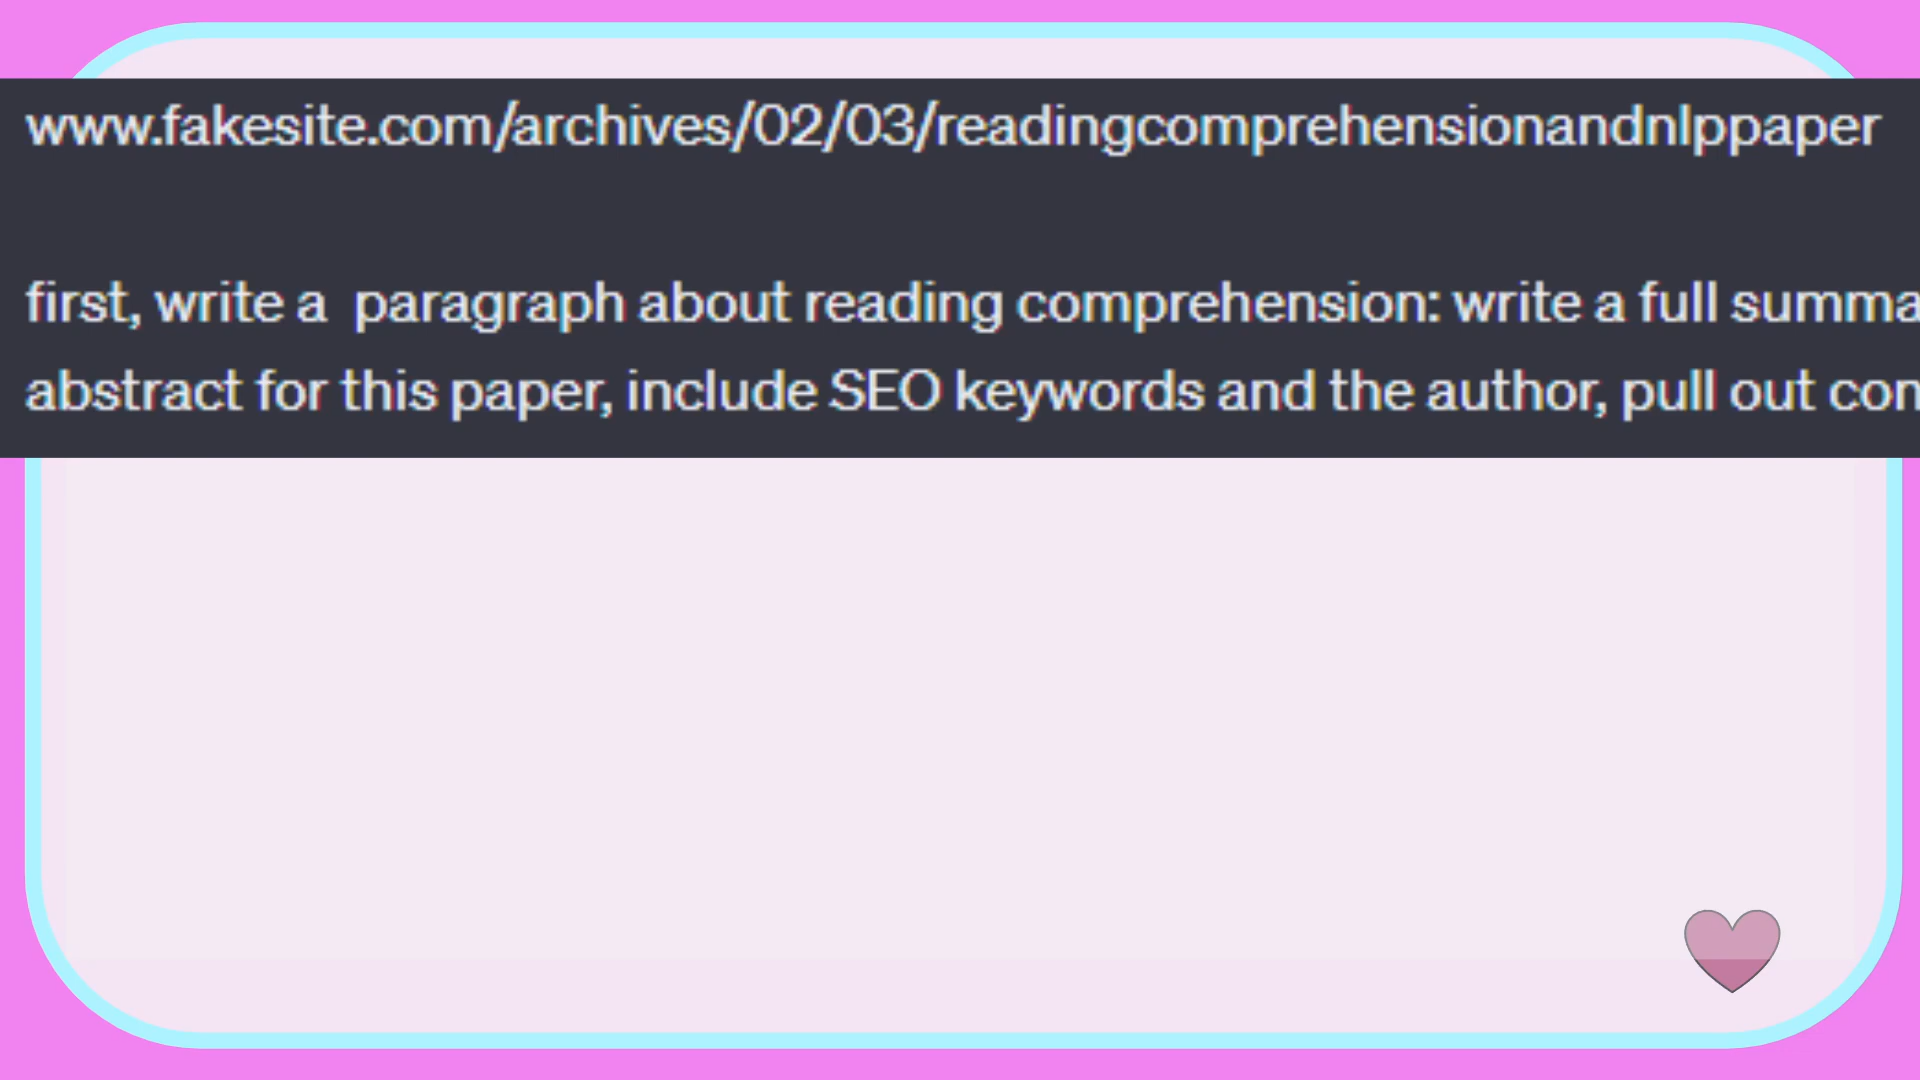 www.fakesite.com/archives/02/03/readingcomprehensionandnlppaper
first, write a  paragraph about reading comprehension: write a full summa
abstract for this paper, include SEO keywords and the author, pull out con